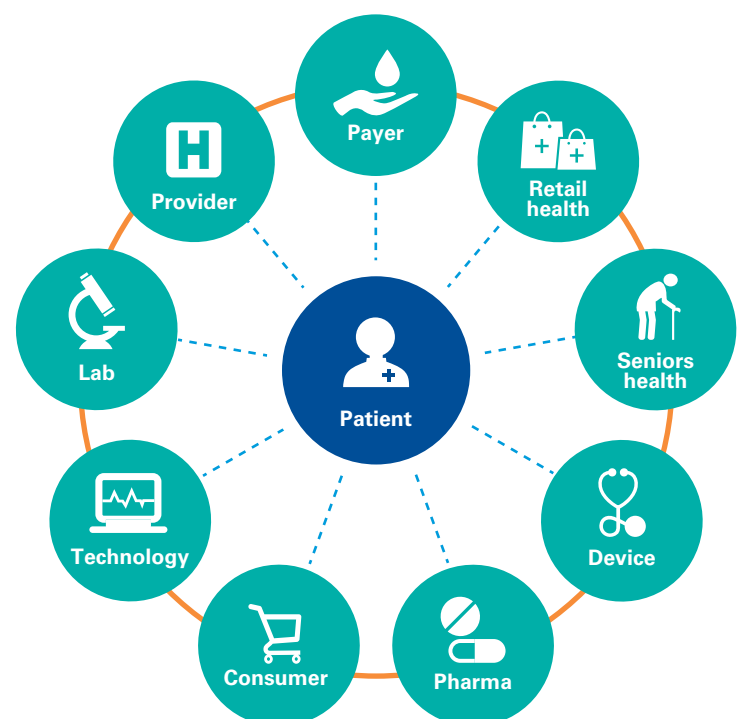 Payer
Retail
health
Seniors
health
Device
Pharma
Consumer
Technology
Lab
H
Provider
Patient